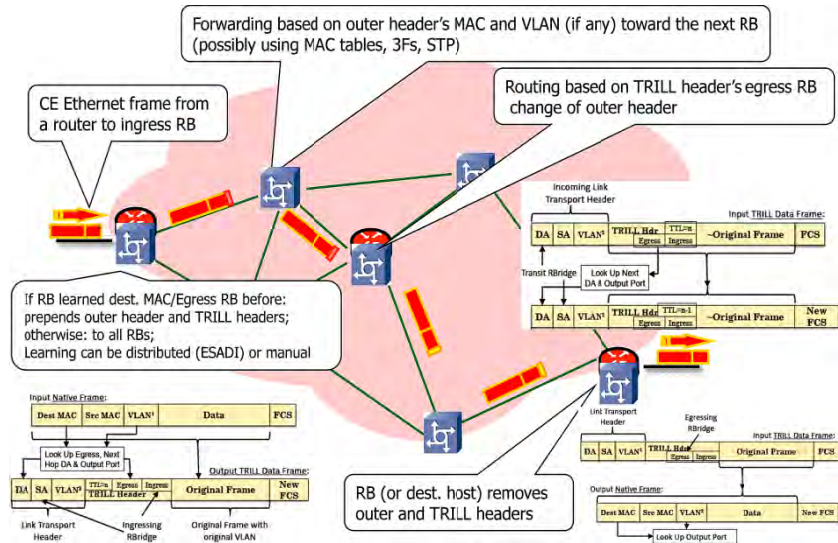 Forwarding based on outer header's MAC and VLAN (if any) toward the next RB
(possibly using MAC tables, 3Fs, STP)
CE Ethernet frame from
a router to ingress RB
Routing based on TRILL header's egress RB
change of outer header
Incoming Link
Transport Header
Input TRILL Data Frame:
DA SA VLAN² TRILL Hdr TTL=n Egress Ingress ~Original Frame FCS
Transit RBridge
Look Up Next
DA & Output Port
DA SA VLAN² TRILL Hdr TTL=n-1 Egress Ingress ~Original Frame New FCS
If RB learned dest. MAC/Egress RB before:
prepends outer header and TRILL headers;
otherwise: to all RBs;
Learning can be distributed (ESADI) or manual
Input Native Frame:
Dest MAC Src MAC VLAN¹ Data FCS
Look Up Egress, Next
Hop DA & Output Port
Output TRILL Data Frame:
DA SA VLAN² TTL=n Egress Ingress TRILL Header Original Frame New FCS
Link Transport
Header
Ingressing
RBridge
Original Frame with
original VLAN
RB (or dest. host) removes
outer and TRILL headers
Link Transport
Header
Egressing
RBridge
Input TRILL Data Frame:
DA SA VLAN³ TRILL Hdr Egress Ingress Original Frame FCS
Output Native Frame:
Dest MAC Src MAC Data New FCS
Look Up Output Port